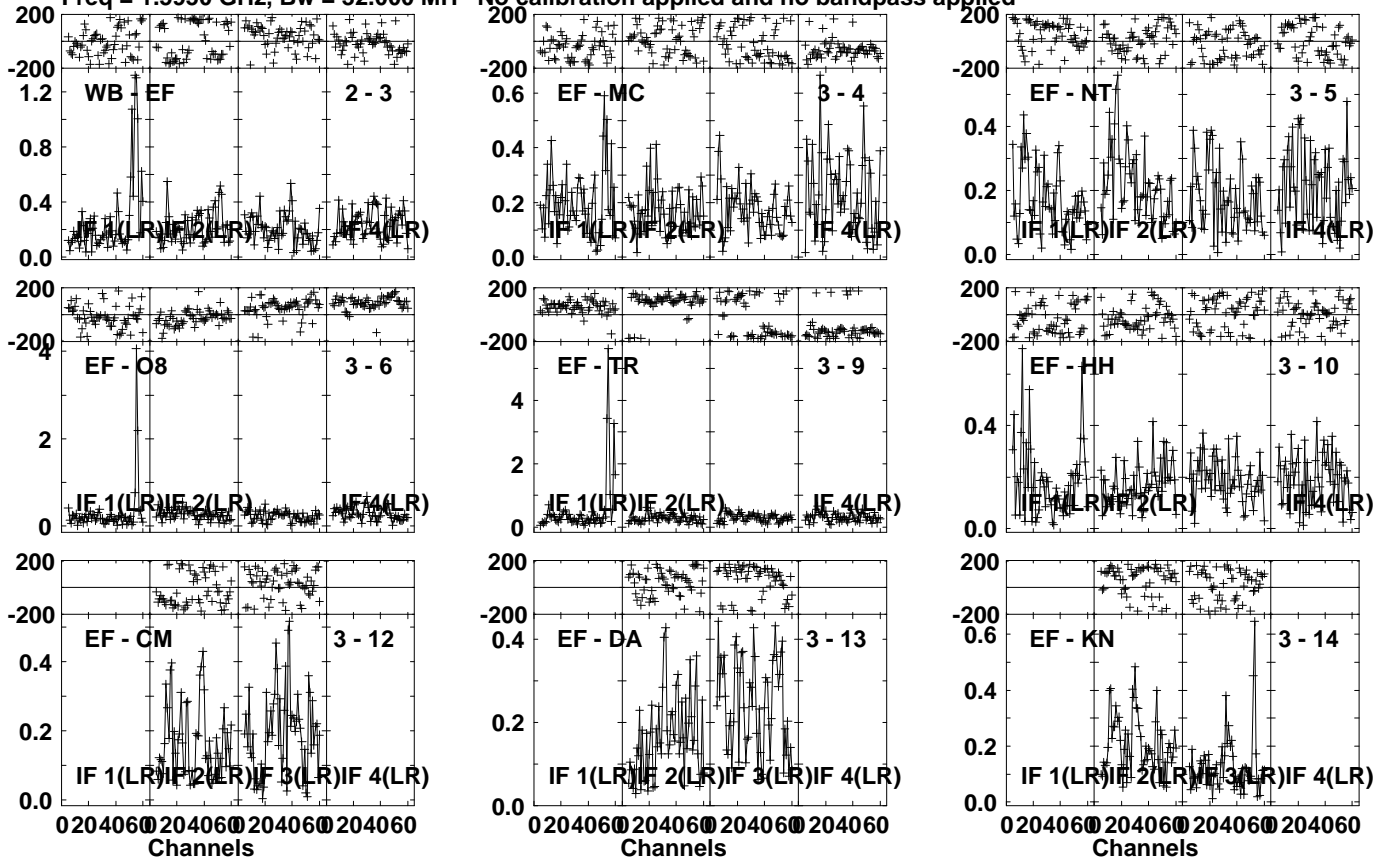 Freq = 1.5950 GHz, Bw = 32.000 MH No calibration applied and no bandpass applied
200
-200
WB - EF 2 - 3
1.2
0.8
0.4
0.0
IF 1(LR) IF 2(LR) IF 4(LR)
200
-200
EF - MC 3 - 4
0.6
0.4
0.2
0.0
IF 1(LR) IF 2(LR) IF 4(LR)
200
-200
EF - NT 3 - 5
0.4
0.2
0.0
IF 1(LR) IF 2(LR) IF 4(LR)
200
-200
EF - O8 3 - 6
4
2
0
IF 1(LR) IF 2(LR) IF 4(LR)
200
-200
EF - TR 3 - 9
4
2
0
IF 1(LR) IF 2(LR) IF 4(LR)
200
-200
EF - HH 3 - 10
0.4
0.0
IF 1(LR) IF 2(LR) IF 4(LR)
200
-200
EF - CM 3 - 12
0.4
0.2
0.0
IF 1(LR) IF 2(LR) IF 3(LR) IF 4(LR)
0 20 40 60 0 20 40 60 0 20 40 60 0 20 40 60
Channels
200
-200
EF - DA 3 - 13
0.4
0.2
0.0
IF 1(LR) IF 2(LR) IF 3(LR) IF 4(LR)
0 20 40 60 0 20 40 60 0 20 40 60 0 20 40 60
Channels
200
-200
EF - KN 3 - 14
0.6
0.4
0.2
0.0
IF 1(LR) IF 2(LR) IF 3(LR) IF 4(LR)
0 20 40 60 0 20 40 60 0 20 40 60 0 20 40 60
Channels